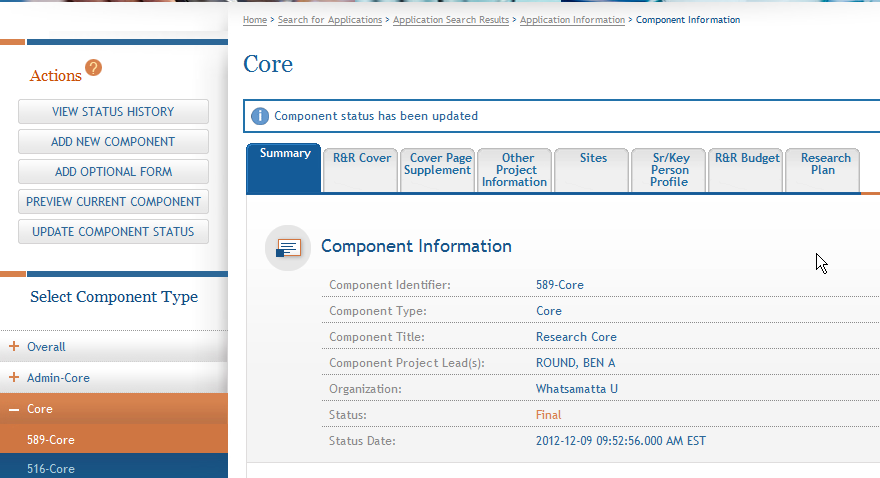 Home > Search for Applications > Application Search Results > Application Information > Component Information
Actions ?
VIEW STATUS HISTORY
ADD NEW COMPONENT
ADD OPTIONAL FORM
PREVIEW CURRENT COMPONENT
UPDATE COMPONENT STATUS
Select Component Type
+ Overall
+ Admin-Core
– Core
589-Core
516-Core
Core
i Component status has been updated
Summary
R&R Cover
Cover Page
Supplement
Other
Project
Information
Sites
Sr/Key
Person
Profile
R&R Budget
Research
Plan
Component Information
Component Identifier: 589-Core
Component Type: Core
Component Title: Research Core
Component Project Lead(s): ROUND, BEN A
Organization: Whatsamatta U
Status: Final
Status Date: 2012-12-09 09:52:56.000 AM EST